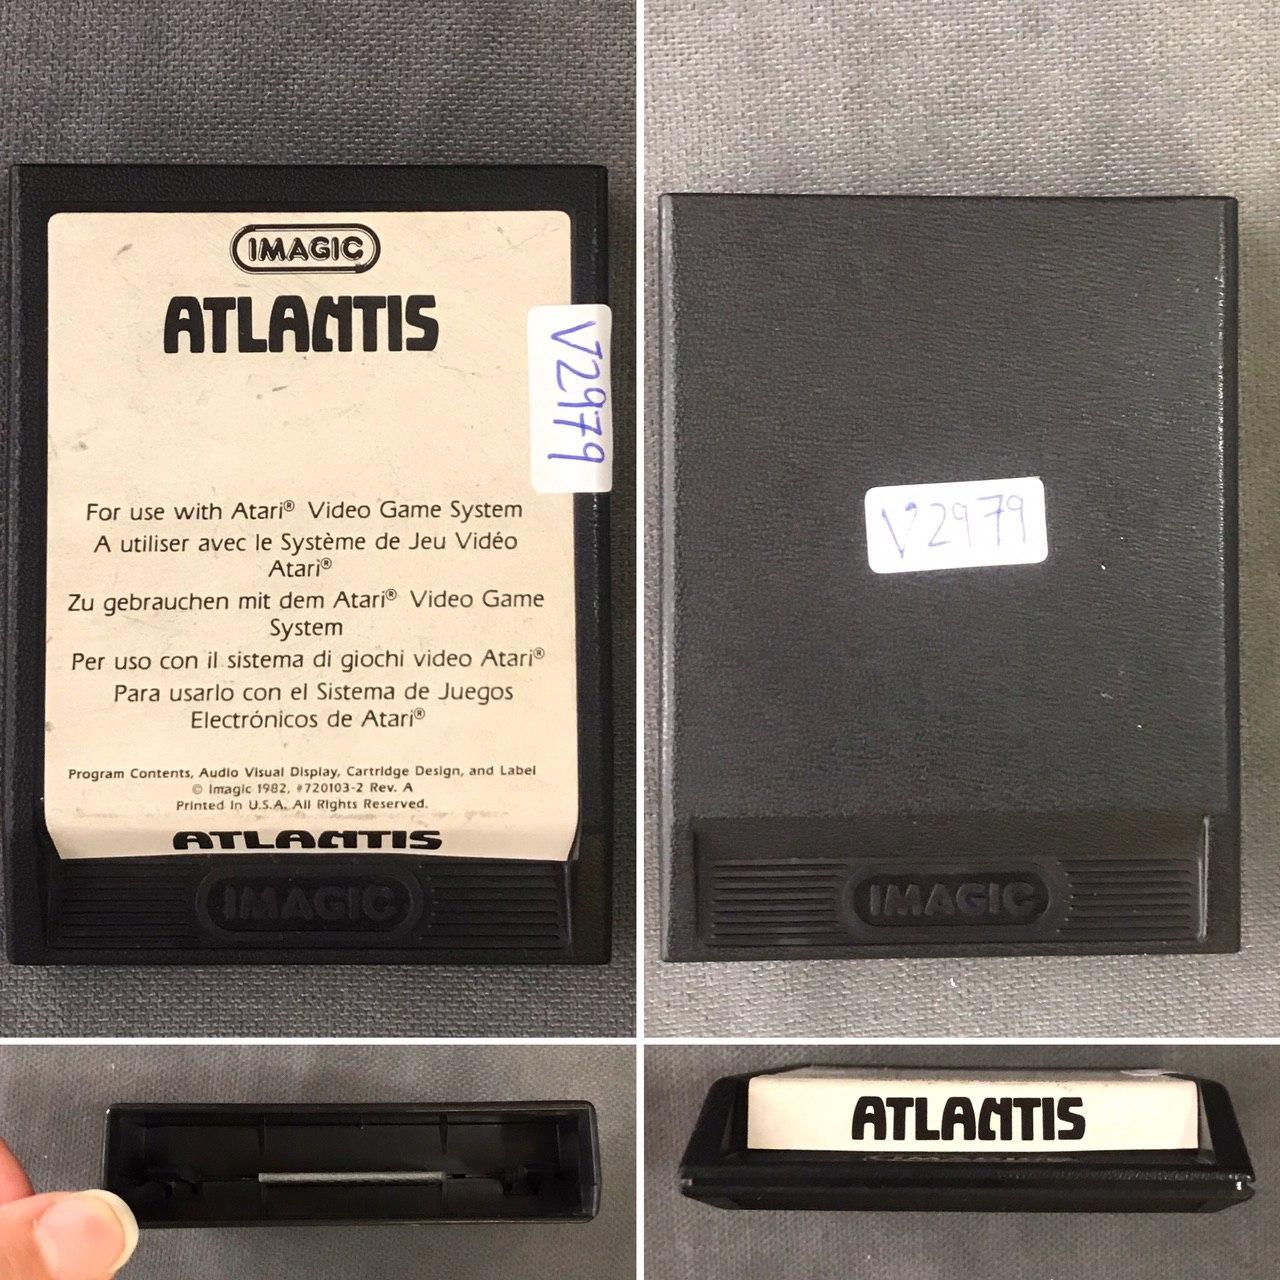 IMAGIC
ATLANTIS
V2979
For use with Atari® Video Game System
A utiliser avec le Système de Jeu Vidéo
Atari®
Zu gebrauchen mit dem Atari® Video Game
System
Per uso con il sistema di giochi video Atari®
Para usarlo con el Sistema de Juegos
Electrónicos de Atari®
Program Contents, Audio Visual Display, Cartridge Design, and Label
© Imagic 1982, #720103-2 Rev. A
Printed in U.S.A. All Rights Reserved.
ATLANTIS
IMAGIC
V2979
IMAGIC
ATLANTIS